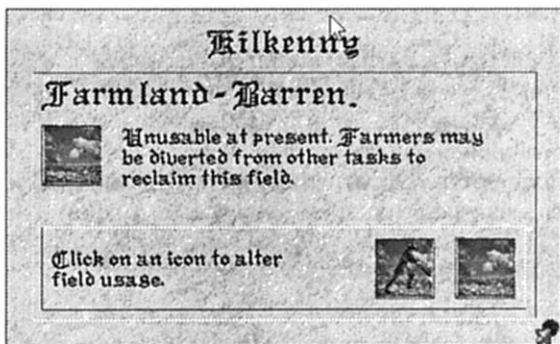 Kilkenny
Farmland-Barren.
Unusable at present. Farmers may
be diverted from other tasks to
reclaim this field.
Click on an icon to alter
field usage.